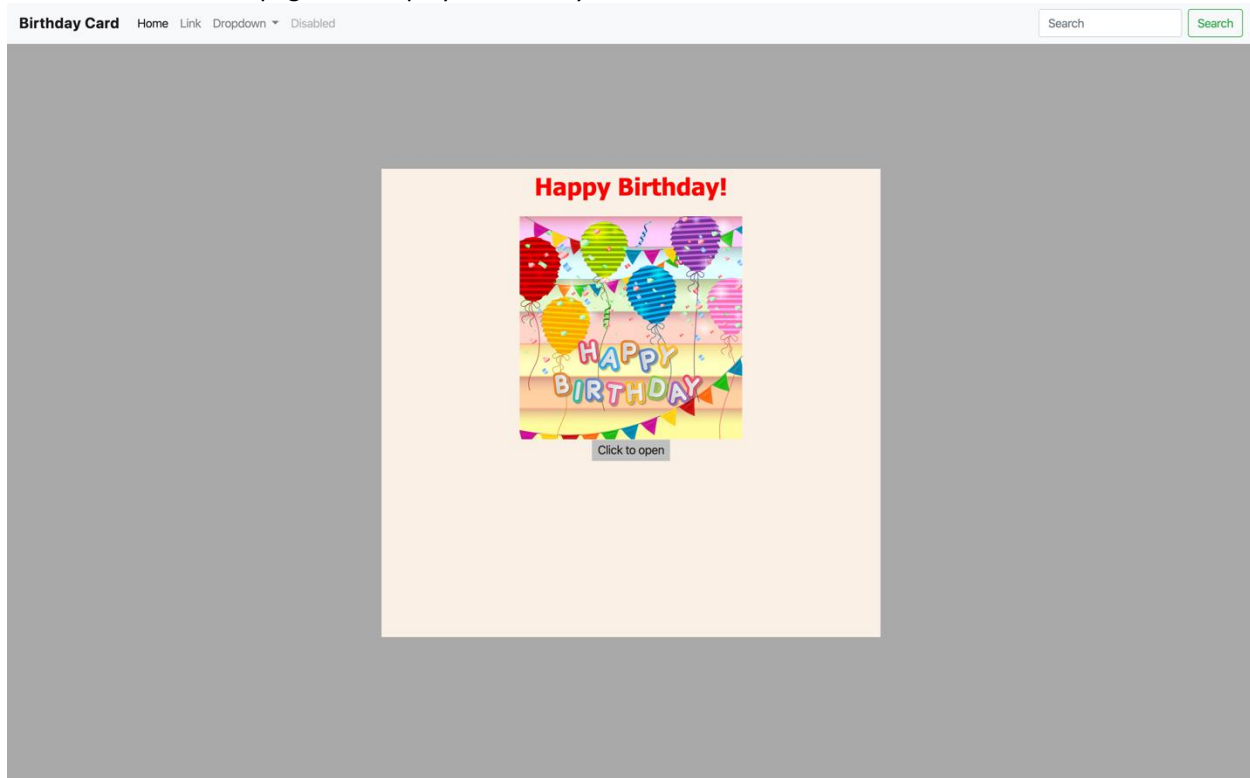 Birthday Card Home Link Dropdown Disabled Search Search
Happy Birthday!
HAPPY
BIRTHDAY
Click to open